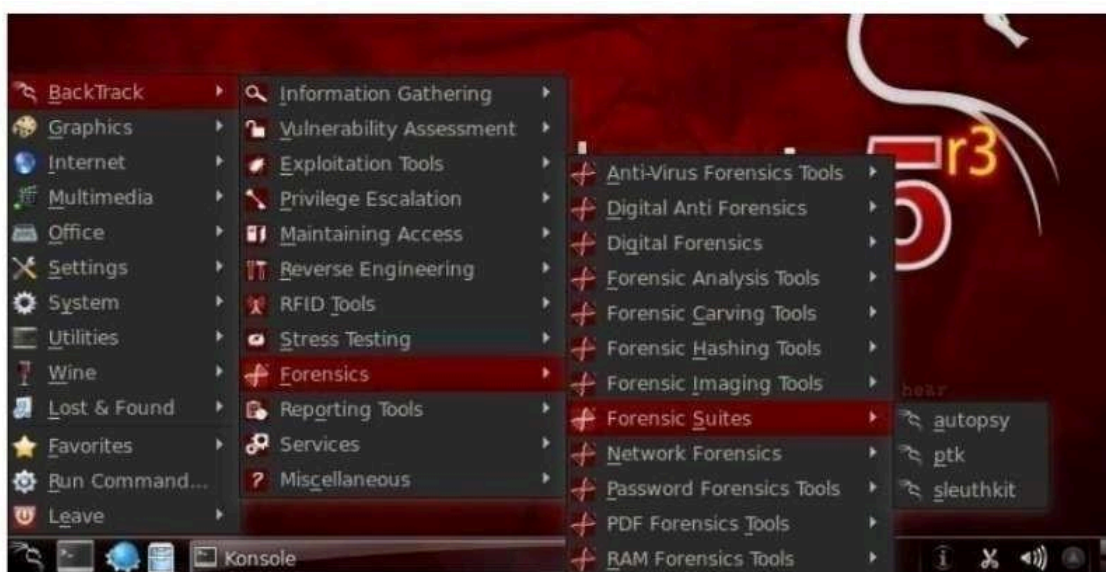 BackTrack
Graphics
Internet
Multimedia
Office
Settings
System
Utilities
Wine
Lost & Found
Favorites
Run Command...
Leave
Information Gathering
Vulnerability Assessment
Exploitation Tools
Privilege Escalation
Maintaining Access
Reverse Engineering
RFID Tools
Stress Testing
Forensics
Reporting Tools
Services
Miscellaneous
Anti-Virus Forensics Tools
Digital Anti Forensics
Digital Forensics
Forensic Analysis Tools
Forensic Carving Tools
Forensic Hashing Tools
Forensic Imaging Tools
Forensic Suites
Network Forensics
Password Forensics Tools
PDF Forensics Tools
RAM Forensics Tools
autopsy
ptk
sleuthkit
5 r3
hear
Konsole